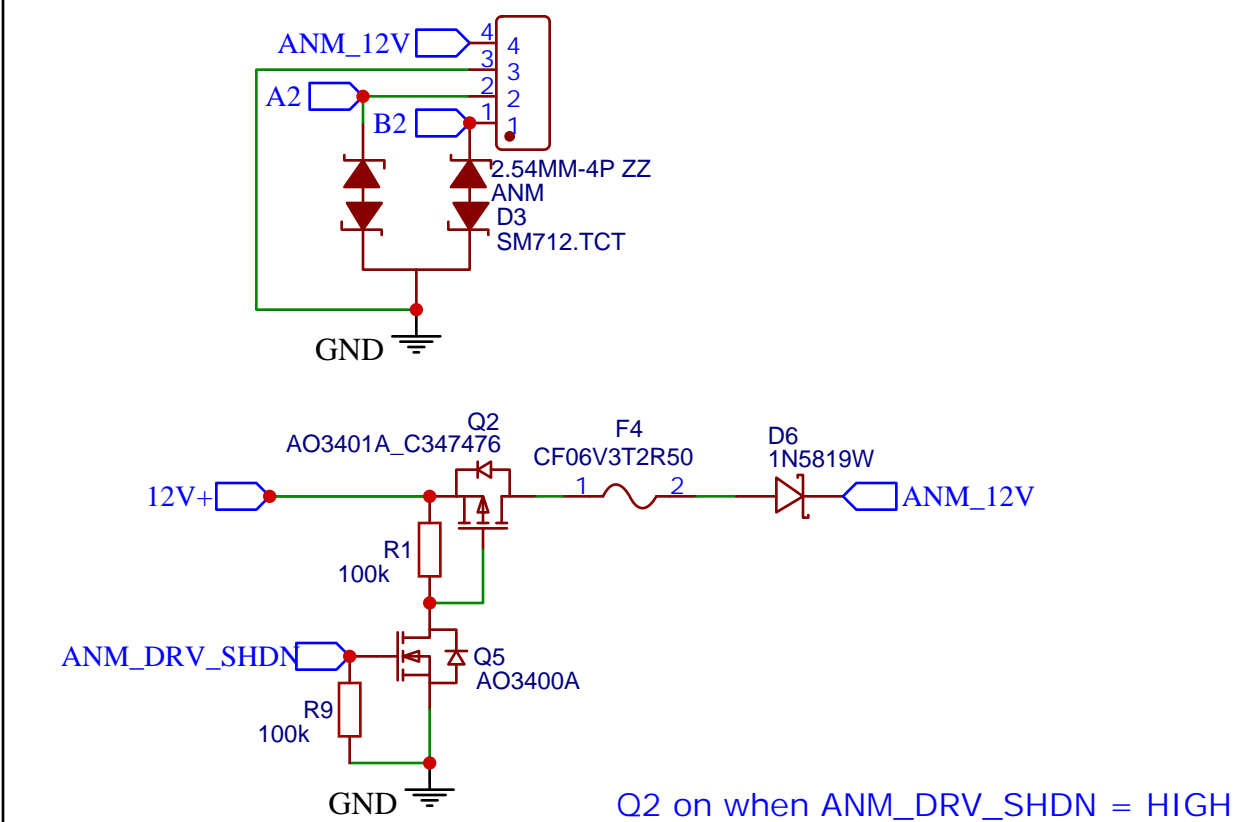 ANM_12V
4
4
3
3
A2
2
2
B2
1
1
2.54MM-4P ZZ
ANM
D3
SM712.TCT
GND
Q2
AO3401A_C347476
F4
CF06V3T2R50
D6
1N5819W
12V+
1
2
ANM_12V
R1
100k
ANM_DRV_SHDN
Q5
AO3400A
R9
100k
GND
Q2 on when ANM_DRV_SHDN = HIGH